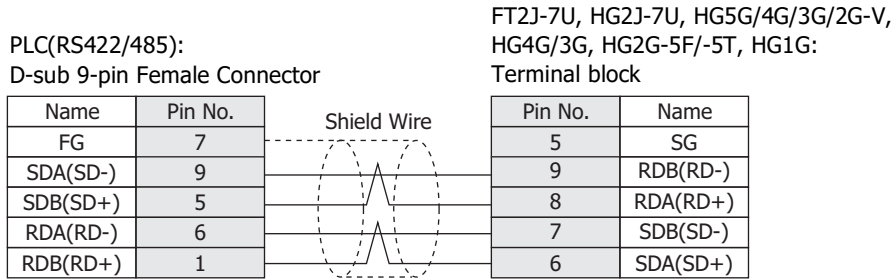 FT2J-7U, HG2J-7U, HG5G/4G/3G/2G-V,
PLC(RS422/485): HG4G/3G, HG2G-5F/-5T, HG1G:
D-sub 9-pin Female Connector Terminal block
Name Pin No. Shield Wire Pin No. Name
FG 7 5 SG
SDA(SD-) 9 9 RDB(RD-)
SDB(SD+) 5 8 RDA(RD+)
RDA(RD-) 6 7 SDB(SD-)
RDB(RD+) 1 6 SDA(SD+)